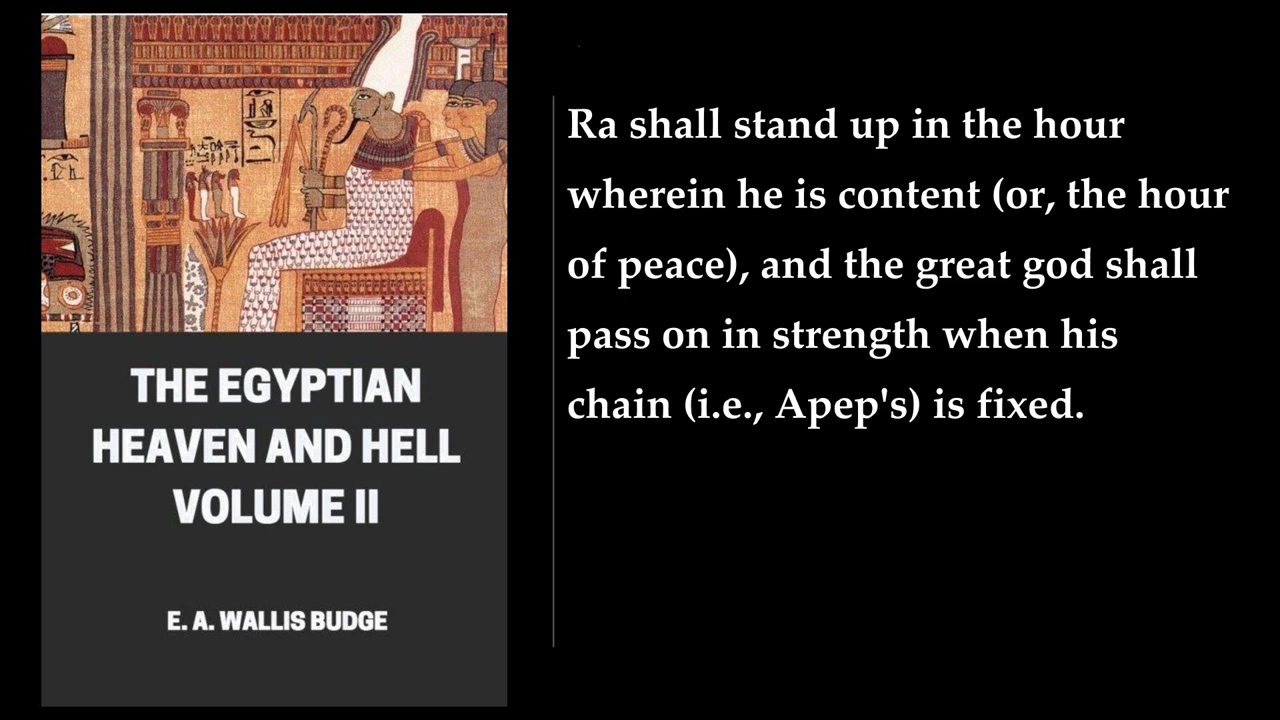 THE EGYPTIAN
HEAVEN AND HELL
VOLUME II
E. A. WALLIS BUDGE
Ra shall stand up in the hour
wherein he is content (or, the hour
of peace), and the great god shall
pass on in strength when his
chain (i.e., Apep's) is fixed.